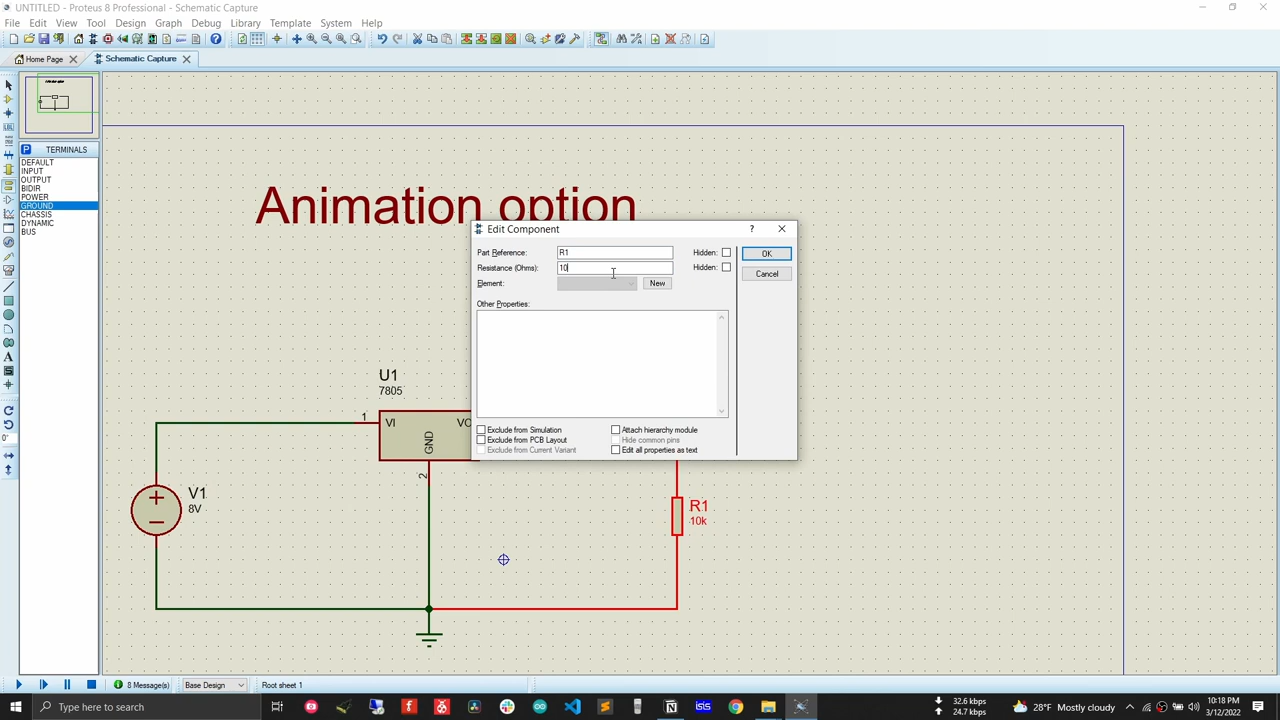 UNTITLED - Proteus 8 Professional - Schematic Capture
File Edit View Tool Design Graph Debug Library Template System Help
Home Page Schematic Capture
P TERMINALS
DEFAULT
INPUT
OUTPUT
BIDIR
POWER
GROUND
CHASSIS
DYNAMIC
BUS
LBL
A
0°
Animation option
Edit Component ?
Part Reference: R1 Hidden: OK
Resistance (Ohms): 10 Hidden: Cancel
Element: New
Other Properties:
Exclude from Simulation Attach hierarchy module
Exclude from PCB Layout Hide common pins
Exclude from Current Variant Edit all properties as text
U1
7805
1
VI
VO
GND
2
V1
8V
R1
10k
8 Message(s) Base Design Root sheet 1
Type here to search
32.6 kbps
24.7 kbps
28°F Mostly cloudy
10:18 PM
3/12/2022